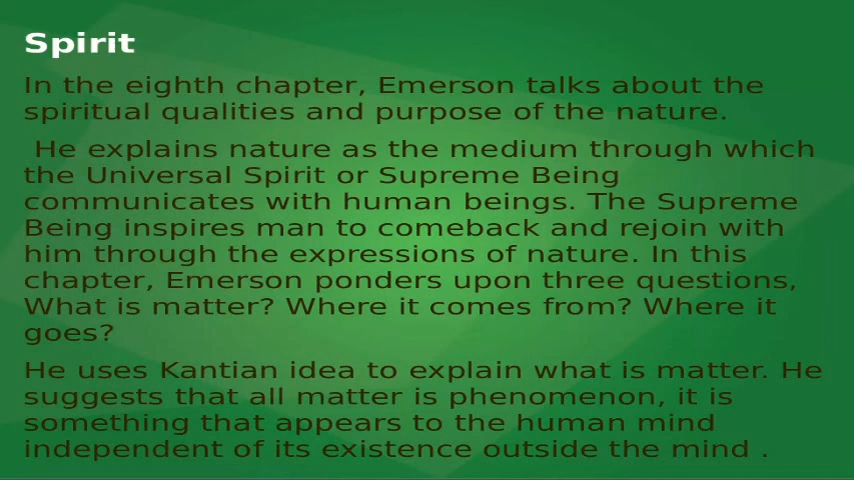 Spirit
In the eighth chapter, Emerson talks about the
spiritual qualities and purpose of the nature.
He explains nature as the medium through which
the Universal Spirit or Supreme Being
communicates with human beings. The Supreme
Being inspires man to comeback and rejoin with
him through the expressions of nature. In this
chapter, Emerson ponders upon three questions,
What is matter? Where it comes from? Where it
goes?
He uses Kantian idea to explain what is matter. He
suggests that all matter is phenomenon, it is
something that appears to the human mind
independent of its existence outside the mind .